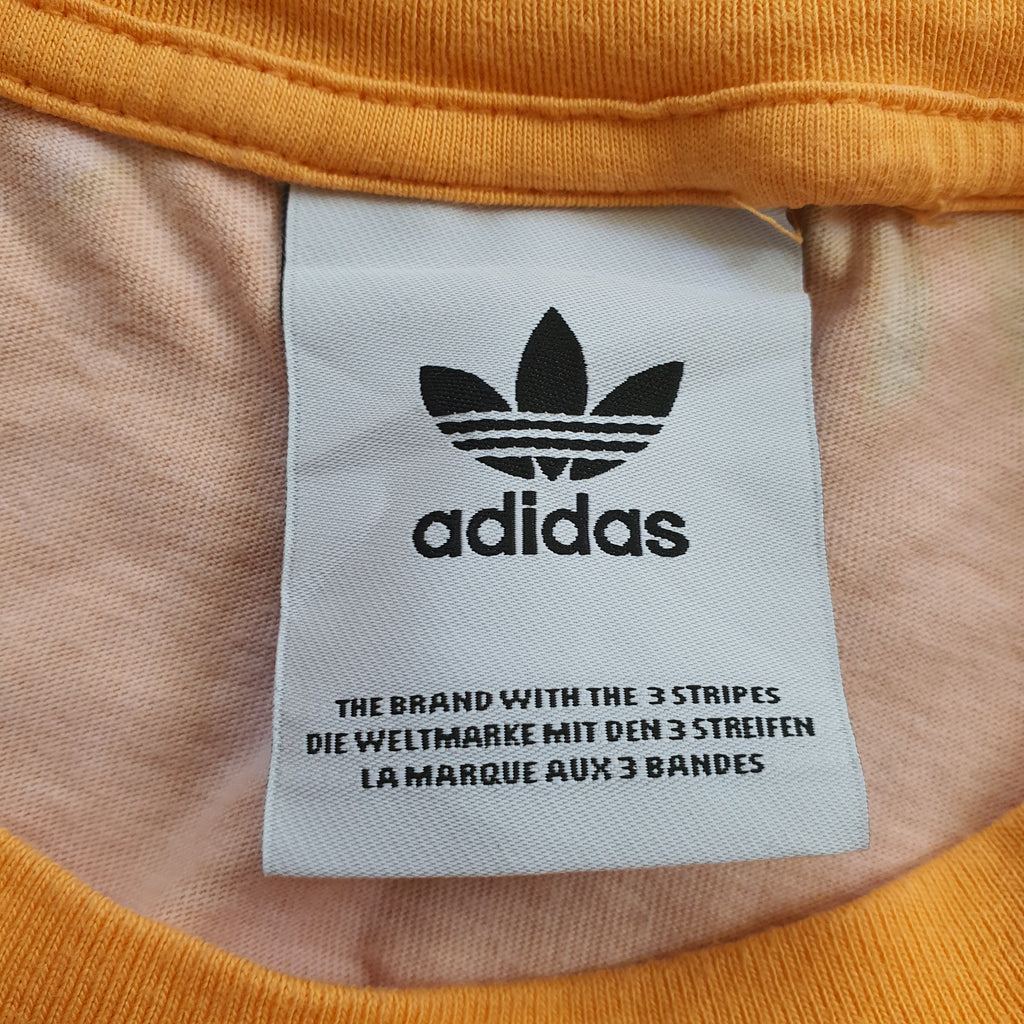 adidas
THE BRAND WITH THE 3 STRIPES
DIE WELTMARKE MIT DEN 3 STREIFEN
LA MARQUE AUX 3 BANDES